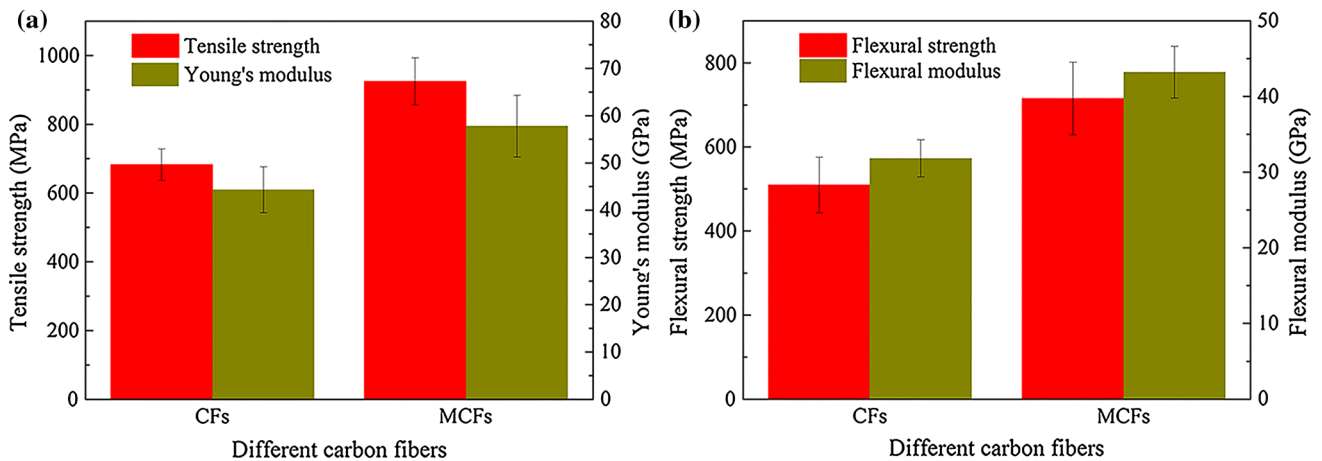 (a)
Tensile strength
Young's modulus
Tensile strength (MPa)
1000
800
600
400
200
0
80
70
60
50
40
30
20
10
0
Young's modulus (GPa)
CFs
MCFs
Different carbon fibers
(b)
Flexural strength
Flexural modulus
Flexural strength (MPa)
800
600
400
200
0
50
40
30
20
10
0
Flexural modulus (GPa)
CFs
MCFs
Different carbon fibers